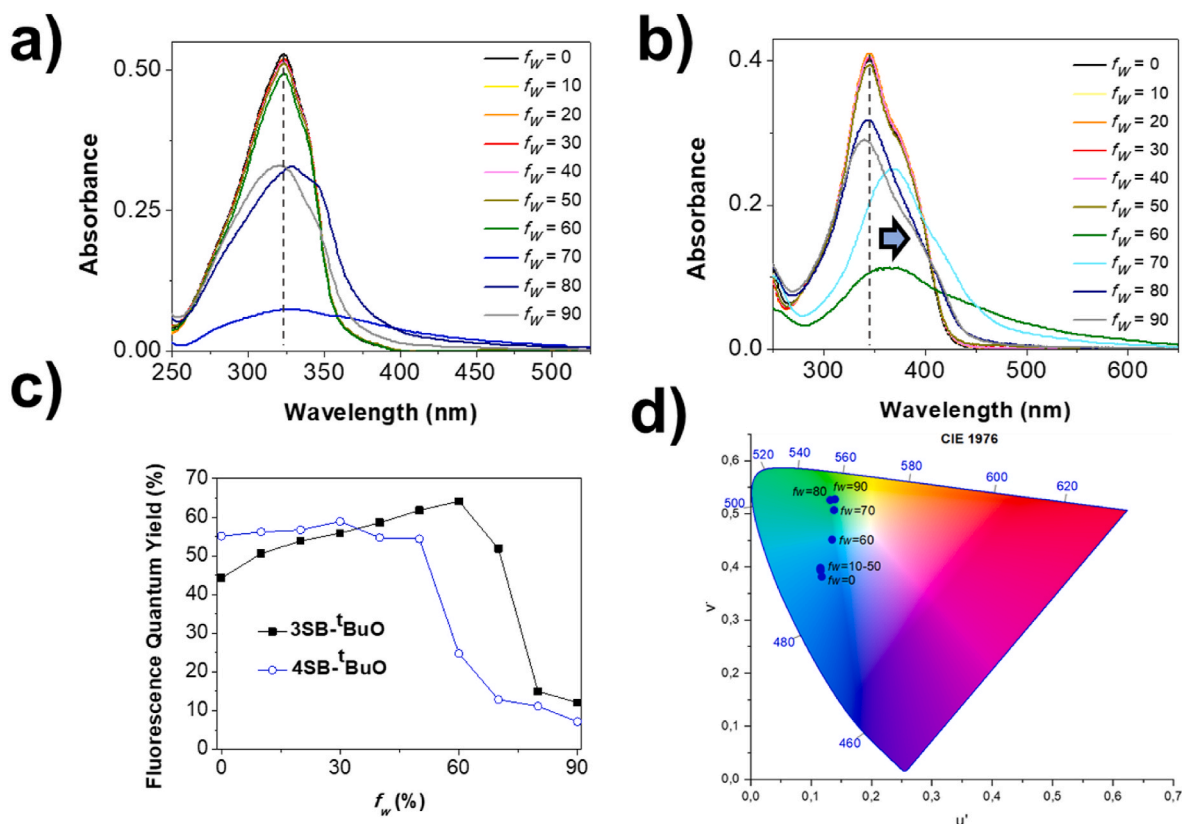 a)
0.50
0.25
0.00
Absorbance
250 300 350 400 450 500
Wavelength (nm)
fW = 0
fW = 10
fW = 20
fW = 30
fW = 40
fW = 50
fW = 60
fW = 70
fW = 80
fW = 90
b)
0.4
0.2
0.0
Absorbance
300 400 500 600
Wavelength (nm)
fW = 0
fW = 10
fW = 20
fW = 30
fW = 40
fW = 50
fW = 60
fW = 70
fW = 80
fW = 90
c)
Fluorescence Quantum Yield (%)
70
60
50
40
30
20
10
0
3SB-tBuO
4SB-tBuO
0 30 60 90
fw (%)
d)
CIE 1976
0,6
0,5
0,4
0,3
0,2
0,1
0,0
v'
520 540 560 580 600 620
500
480
460
fw=80 fw=90
fw=70
fw=60
fw=10-50
fw=0
0,0 0,1 0,2 0,3 0,4 0,5 0,6 0,7
u'